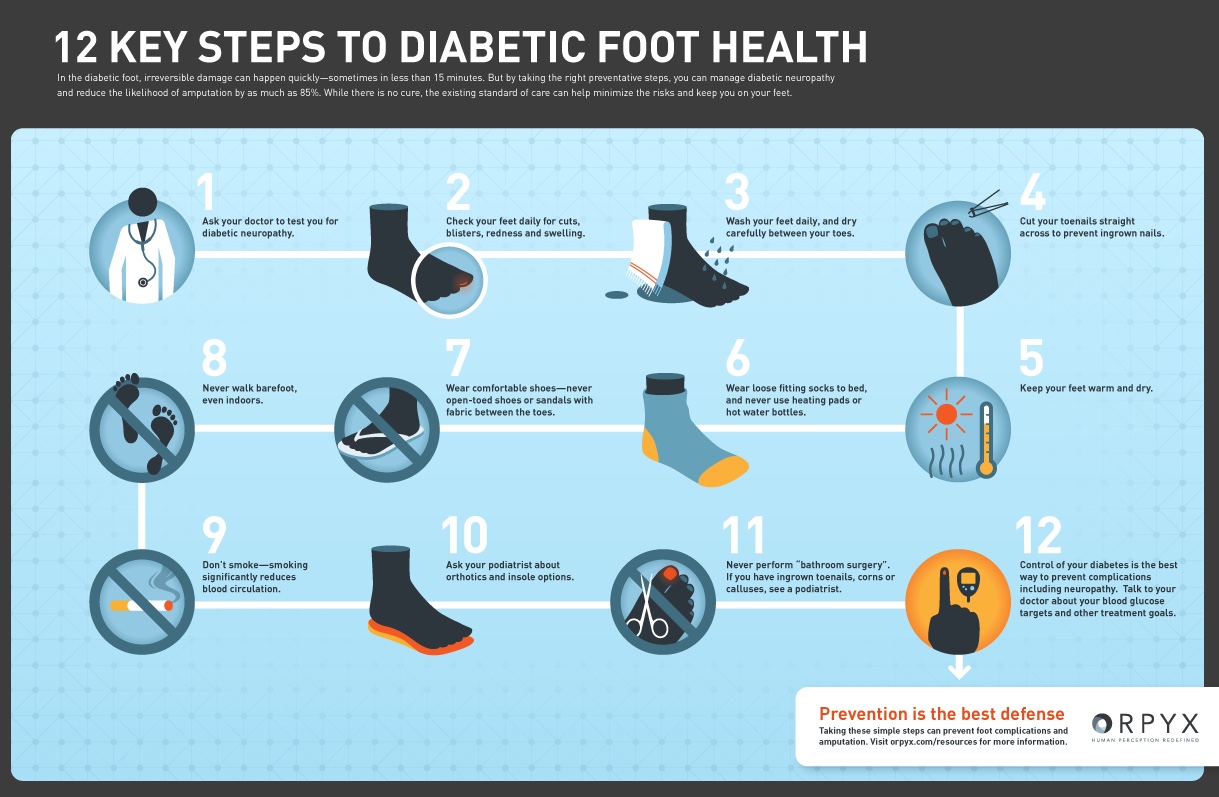 12 KEY STEPS TO DIABETIC FOOT HEALTH
In the diabetic foot, irreversible damage can happen quickly—sometimes in less than 15 minutes. But by taking the right preventative steps, you can manage diabetic neuropathy
and reduce the likelihood of amputation by as much as 85%. While there is no cure, the existing standard of care can help minimize the risks and keep you on your feet.
1
Ask your doctor to test you for
diabetic neuropathy.
2
Check your feet daily for cuts,
blisters, redness and swelling.
3
Wash your feet daily, and dry
carefully between your toes.
4
Cut your toenails straight
across to prevent ingrown nails.
5
Keep your feet warm and dry.
6
Wear loose fitting socks to bed,
and never use heating pads or
hot water bottles.
7
Wear comfortable shoes—never
open-toed shoes or sandals with
fabric between the toes.
8
Never walk barefoot,
even indoors.
9
Don't smoke—smoking
significantly reduces
blood circulation.
10
Ask your podiatrist about
orthotics and insole options.
11
Never perform “bathroom surgery”.
If you have ingrown toenails, corns or
calluses, see a podiatrist.
12
Control of your diabetes is the best
way to prevent complications
including neuropathy. Talk to your
doctor about your blood glucose
targets and other treatment goals.
Prevention is the best defense
Taking these simple steps can prevent foot complications and
amputation. Visit orpyx.com/resources for more information.
ORPYX
HUMAN PERCEPTION REDEFINED